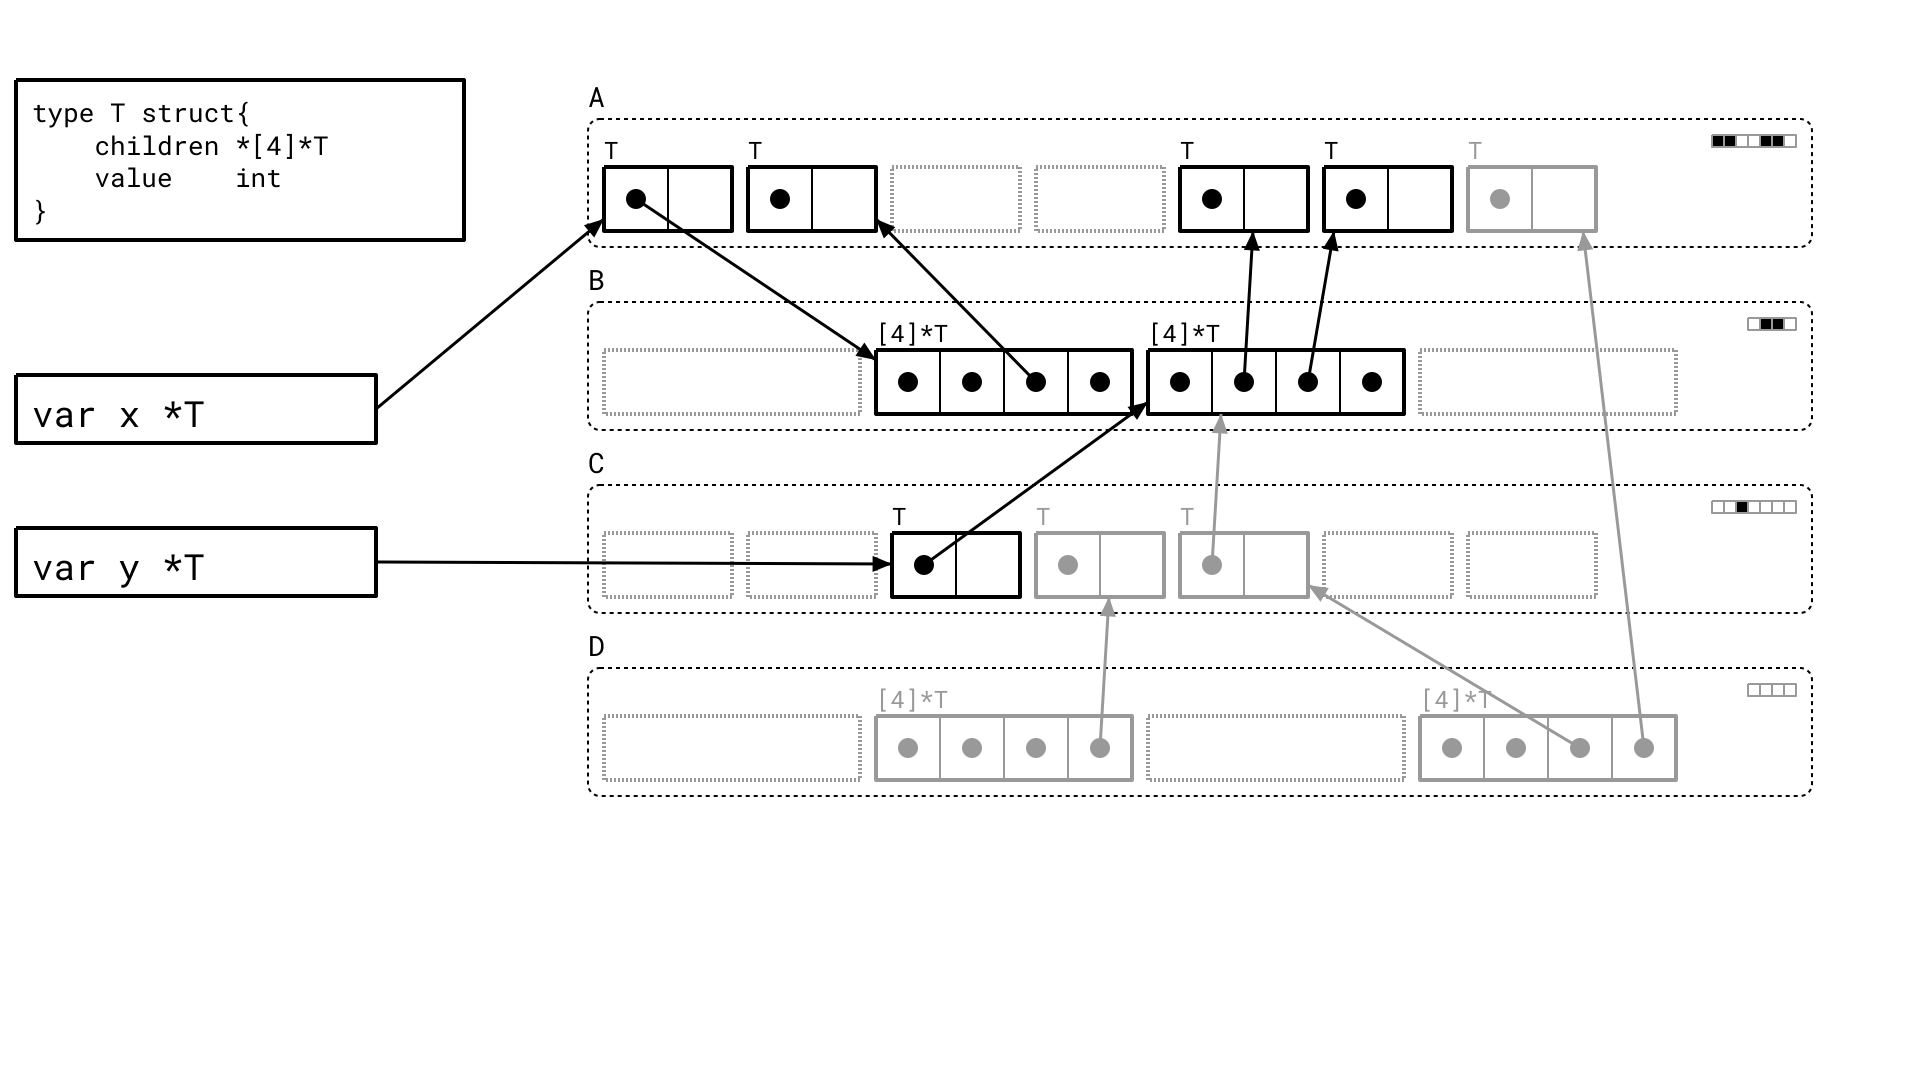 type T struct{
    children *[4]*T
    value    int
}
var x *T
var y *T
A
T T T T T
B
[4]*T [4]*T
C
T T T
D
[4]*T [4]*T